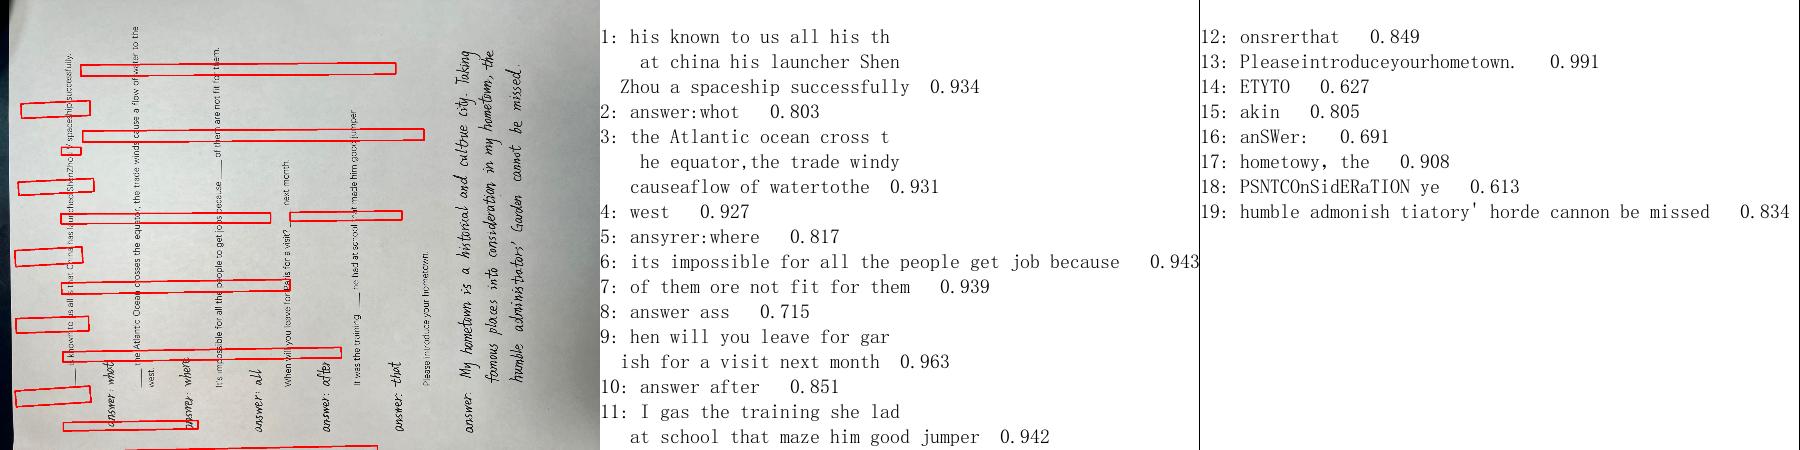 ____ is known to us all is that China has launched ShenZhou V spaceship successfully.
answer: what
____ the Atlantic Ocean crosses the equator, the trade winds cause a flow of water to the
west.
answer: where
It's impossible for all the people to get jobs because ____ of them are not fit for them.
answer: all
When will you leave for Paris for a visit? ____ next month.
answer: after
It was the training ____ he had at school that made him good jumper
answer: that
Please introduce your hometown.
answer: My hometown is a historical and cultrue city. Taking
famous places into consideration in my hometown, the
humble administrators' Garden cannot be missed.
1: his known to us all his th
at china his launcher Shen
Zhou a spaceship successfully 0.934
2: answer:whot 0.803
3: the Atlantic ocean cross t
he equator,the trade windy
causeaflow of watertothe 0.931
4: west 0.927
5: ansyrer:where 0.817
6: its impossible for all the people get job because 0.943
7: of them ore not fit for them 0.939
8: answer ass 0.715
9: hen will you leave for gar
ish for a visit next month 0.963
10: answer after 0.851
11: I gas the training she lad
at school that maze him good jumper 0.942
12: onsrerthat 0.849
13: Pleaseintroduceyourhometown. 0.991
14: ETYTO 0.627
15: akin 0.805
16: anSWer: 0.691
17: hometowy, the 0.908
18: PSNTCOnSidERaTION ye 0.613
19: humble admonish tiatory' horde cannon be missed 0.834